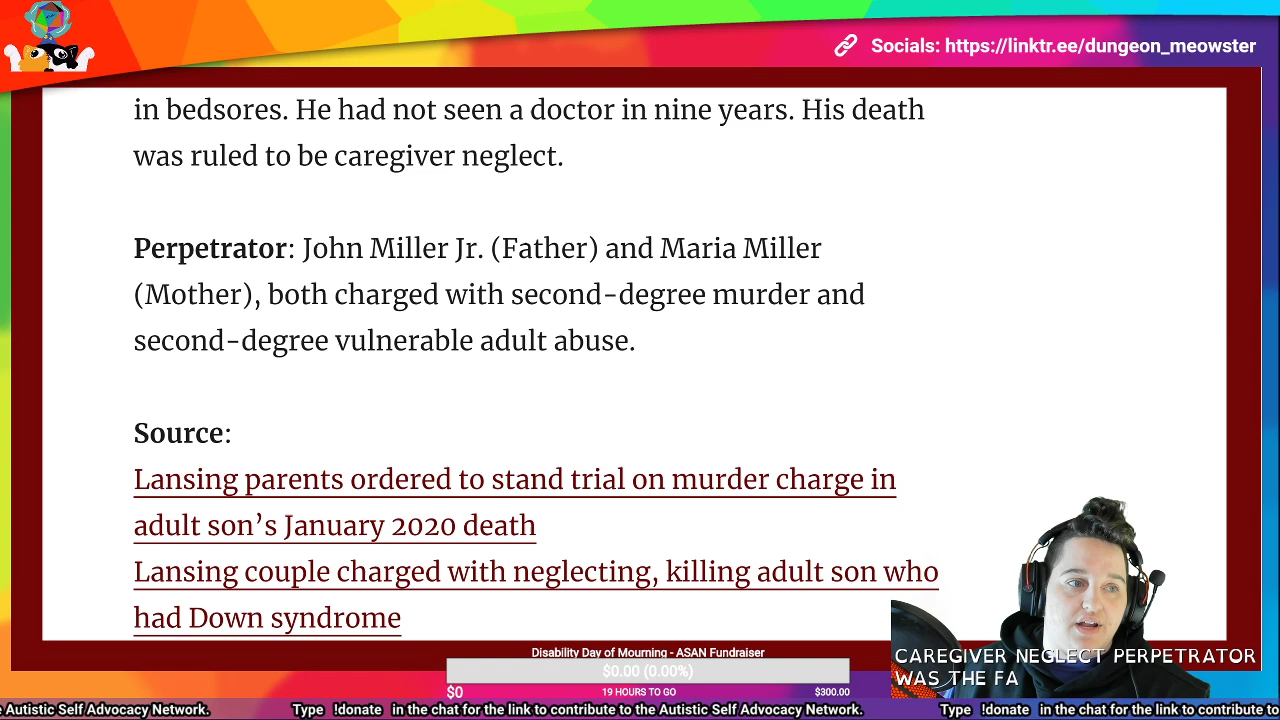 Socials: https://linktr.ee/dungeon_meowster
in bedsores. He had not seen a doctor in nine years. His death
was ruled to be caregiver neglect.
Perpetrator: John Miller Jr. (Father) and Maria Miller
(Mother), both charged with second-degree murder and
second-degree vulnerable adult abuse.
Source:
Lansing parents ordered to stand trial on murder charge in
adult son’s January 2020 death
Lansing couple charged with neglecting, killing adult son who
had Down syndrome
CAREGIVER NEGLECT PERPETRATOR
WAS THE FA
Disability Day of Mourning - ASAN Fundraiser
$0.00 (0.00%)
$0 19 HOURS TO GO $300.00
e Autistic Self Advocacy Network. Type !donate in the chat for the link to contribute to the Autistic Self Advocacy Network. Type !donate in the chat for the link to contribute to